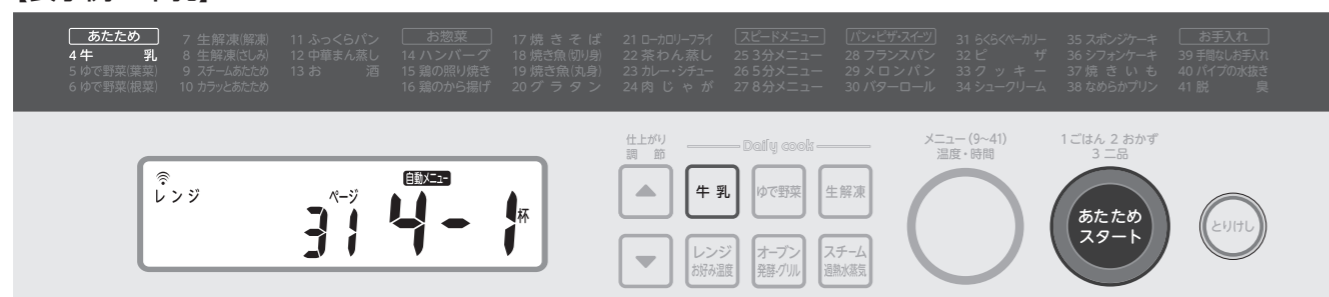 あたため
4 牛 乳
5 ゆで野菜(葉菜)
6 ゆで野菜(根菜)
7 生解凍(解凍)
8 生解凍(さしみ)
9 スチームあたため
10 カラッとあたため
11 ふっくらパン
12 中華まん蒸し
13 お 酒
お惣菜
14 ハンバーグ
15 鶏の照り焼き
16 鶏のから揚げ
17 焼きそば
18 焼き魚(切り身)
19 焼き魚(丸身)
20 グラタン
21 ローカロリーフライ
22 茶わん蒸し
23 カレー・シチュー
24 肉じゃが
スピードメニュー
25 3分メニュー
26 5分メニュー
27 8分メニュー
パン・ピザ・スイーツ
28 フランスパン
29 メロンパン
30 バターロール
31 らくらくベーカリー
32 ピ ザ
33 クッキー
34 シュークリーム
35 スポンジケーキ
36 シフォンケーキ
37 焼きいも
38 なめらかプリン
お手入れ
39 手間なしお手入れ
40 パイプの水抜き
41 脱 臭
レンジ
ページ
31
自動メニュー
4-1
杯
仕上がり
調 節
Daily cook
牛 乳
ゆで野菜
生解凍
レンジ
お好み温度
オーブン
発酵・グリル
スチーム
過熱水蒸気
メニュー(9~41)
温度・時間
1 ごはん 2 おかず
3 二品
あたため
スタート
とりけし